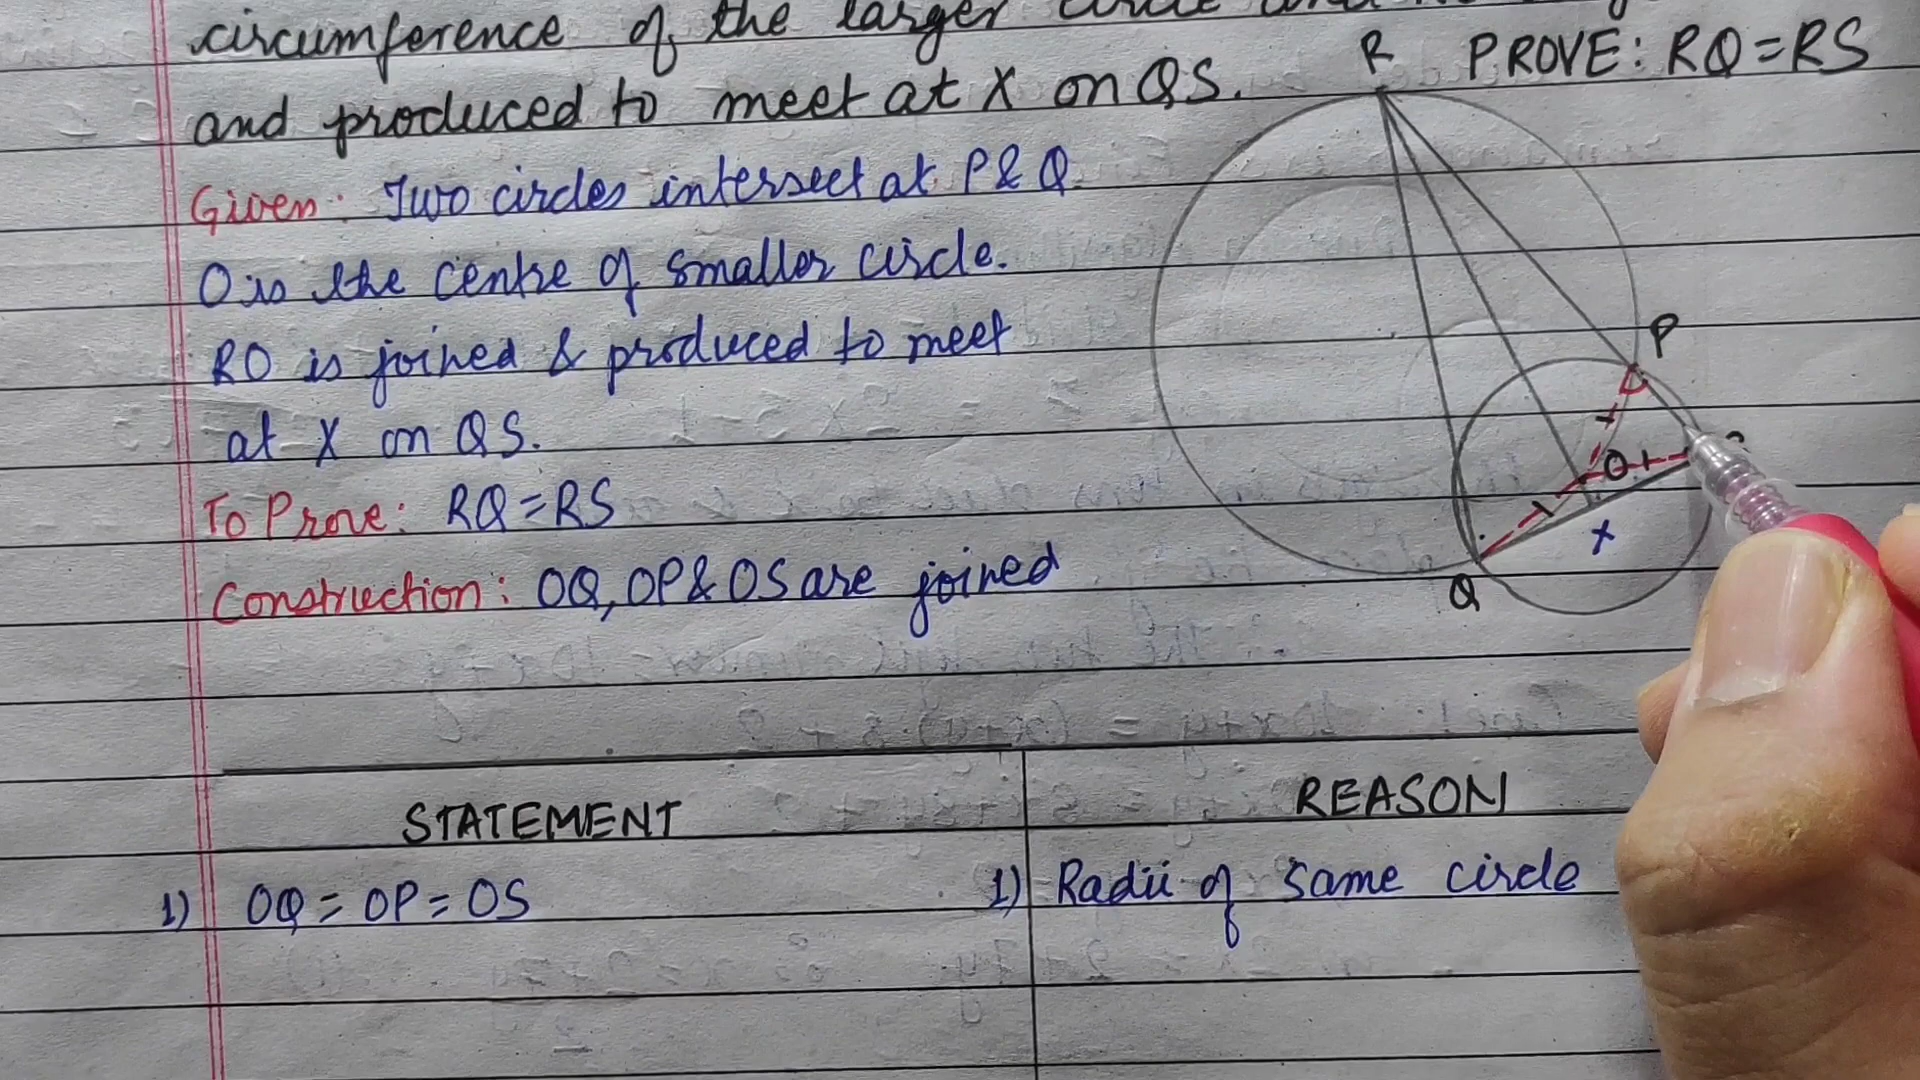 circumference of the larger circle and
and produced to meet at X on QS.
R PROVE: RQ=RS
Given: Two circles intersect at P & Q
O is the centre of smaller circle.
RO is joined & produced to meet
at X on QS.
To Prove: RQ=RS
Construction: OQ, OP & OS are joined
P
O
X
Q
STATEMENT REASON
1) OQ = OP = OS 1) Radii of same circle